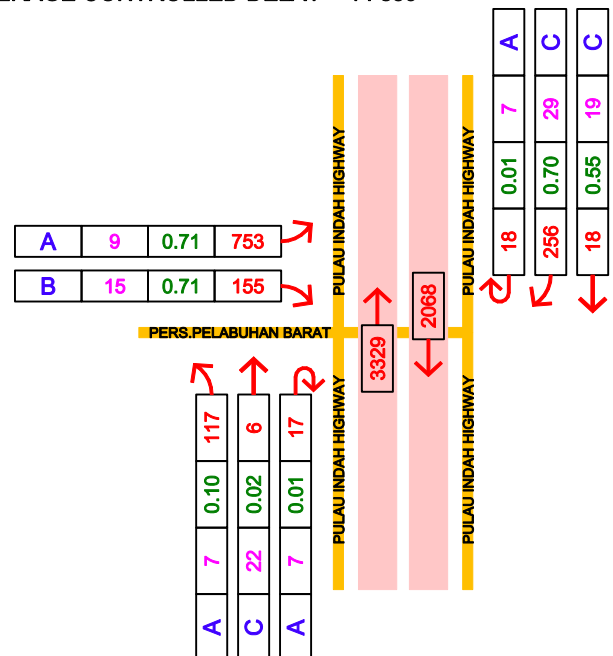 CONTROLLED
A 7 0.01 18
C 29 0.70 256
C 19 0.55 18
PULAU INDAH HIGHWAY
PULAU INDAH HIGHWAY
A 9 0.71 753
B 15 0.71 155
PERS.PELABUHAN BARAT
3329
2068
PULAU INDAH HIGHWAY
PULAU INDAH HIGHWAY
117 0.10 7 A
6 0.02 22 C
17 0.01 7 A